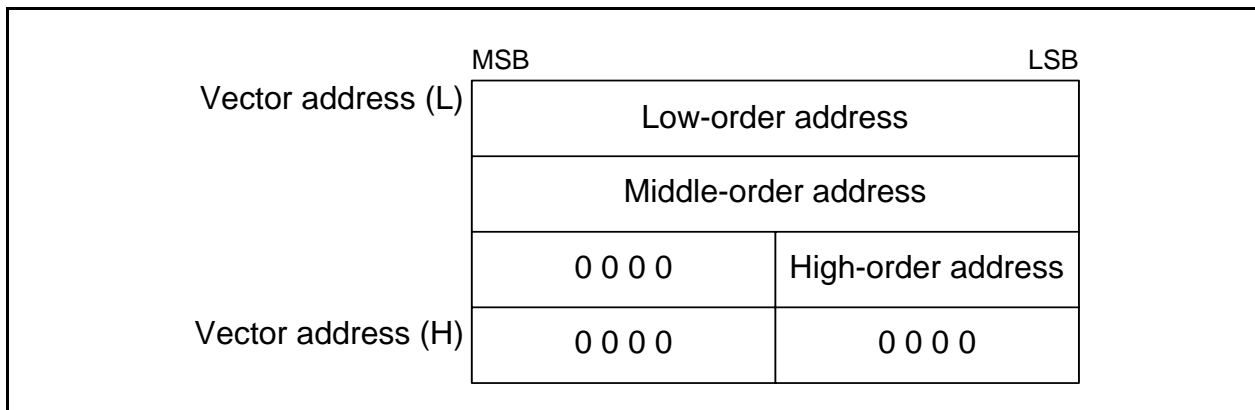 MSB LSB
Vector address (L) Low-order address
Middle-order address
0 0 0 0 High-order address
Vector address (H) 0 0 0 0 0 0 0 0